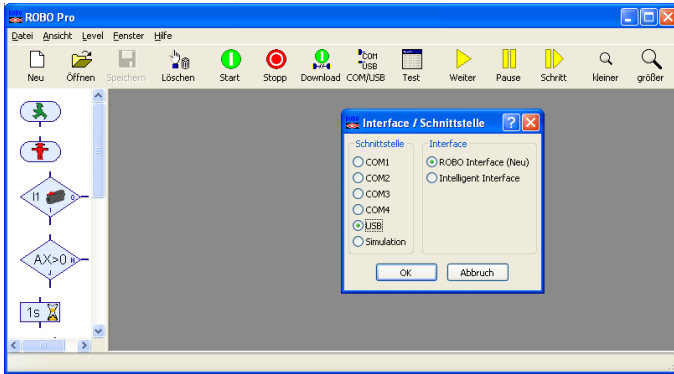 ROBO Pro
Datei Ansicht Level Fenster Hilfe
Neu Öffnen Speichern Löschen Start Stopp Download COM/USB Test Weiter Pause Schritt kleiner größer
Interface / Schnittstelle
Schnittstelle
COM1
COM2
COM3
COM4
USB
Simulation
Interface
ROBO Interface (Neu)
Intelligent Interface
OK Abbruch
I1
AX>0
1s